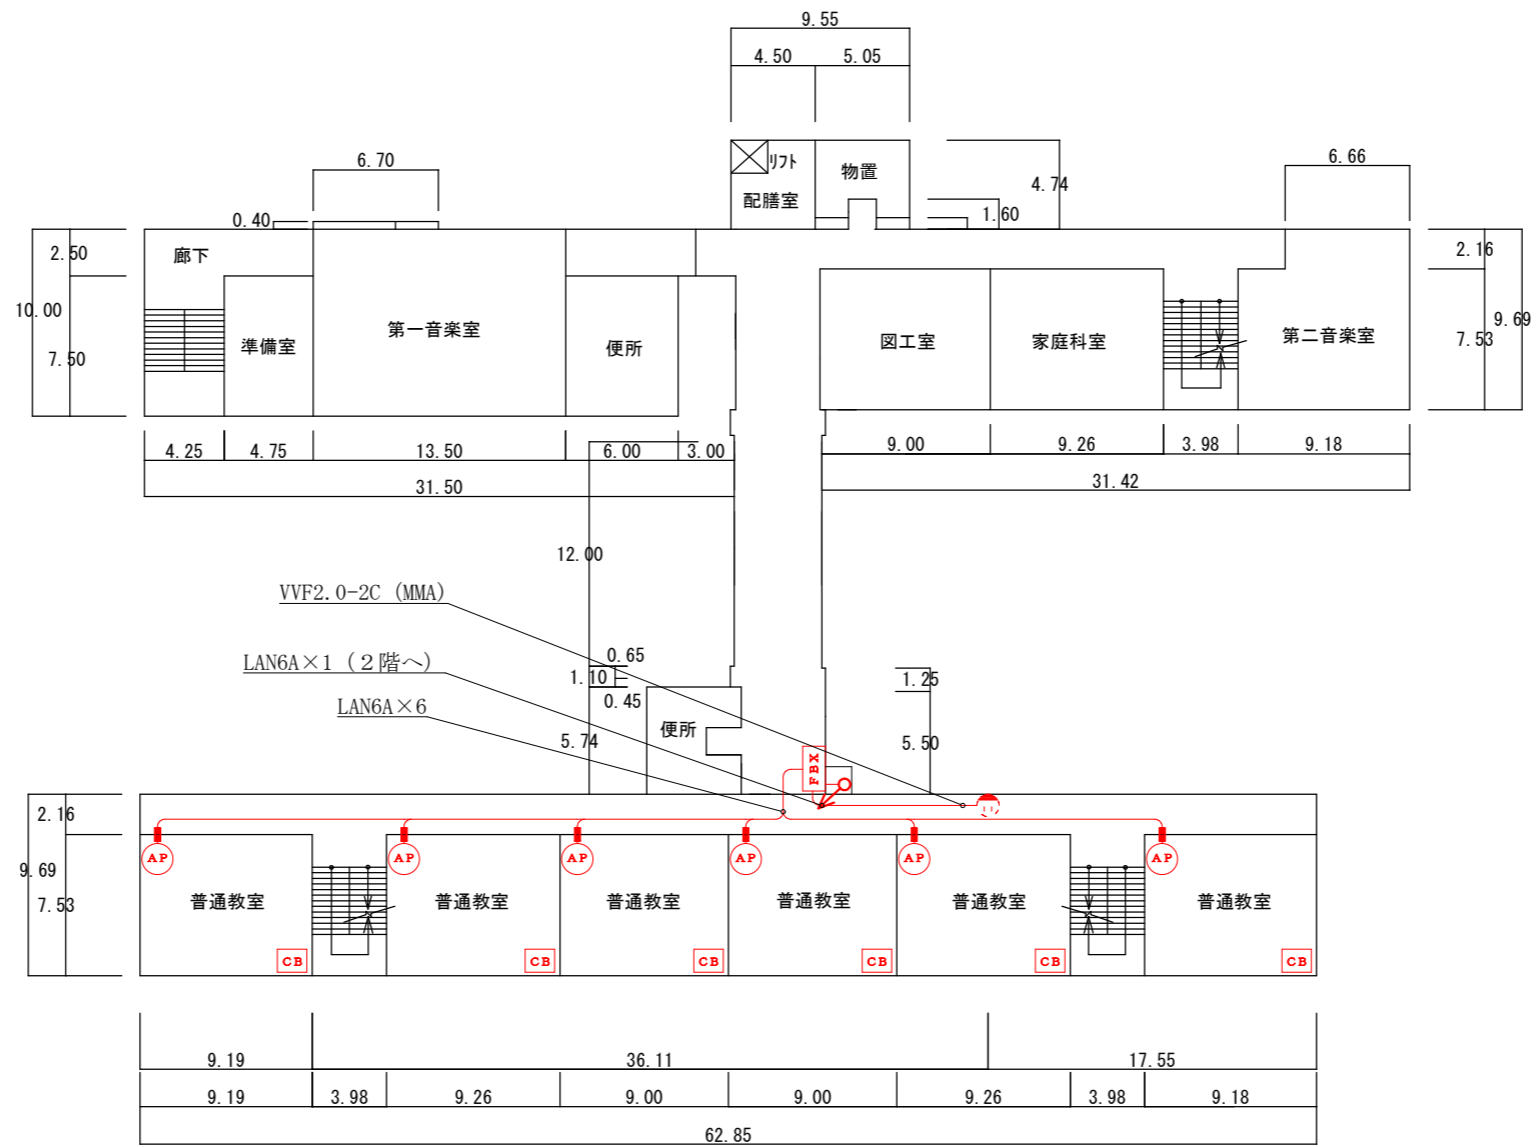 9.55
4.50 5.05
リフト
物置
配膳室
6.70
6.66
4.74
0.40
1.60
廊下
2.50
2.16
10.00
7.50
準備室
第一音楽室
便所
図工室
家庭科室
第二音楽室
9.69
7.53
4.25 4.75 13.50 6.00 3.00
9.00 9.26 3.98 9.18
31.50
31.42
12.00
VVF2.0-2C (MMA)
LAN6A×1 (2階へ)
LAN6A×6
0.65
1.10
0.45
5.74
便所
1.25
5.50
FBX
2.16
9.69
7.53
AP AP AP AP AP AP
普通教室 普通教室 普通教室 普通教室 普通教室 普通教室
CB CB CB CB CB CB
9.19 36.11 17.55
9.19 3.98 9.26 9.00 9.00 9.26 3.98 9.18
62.85